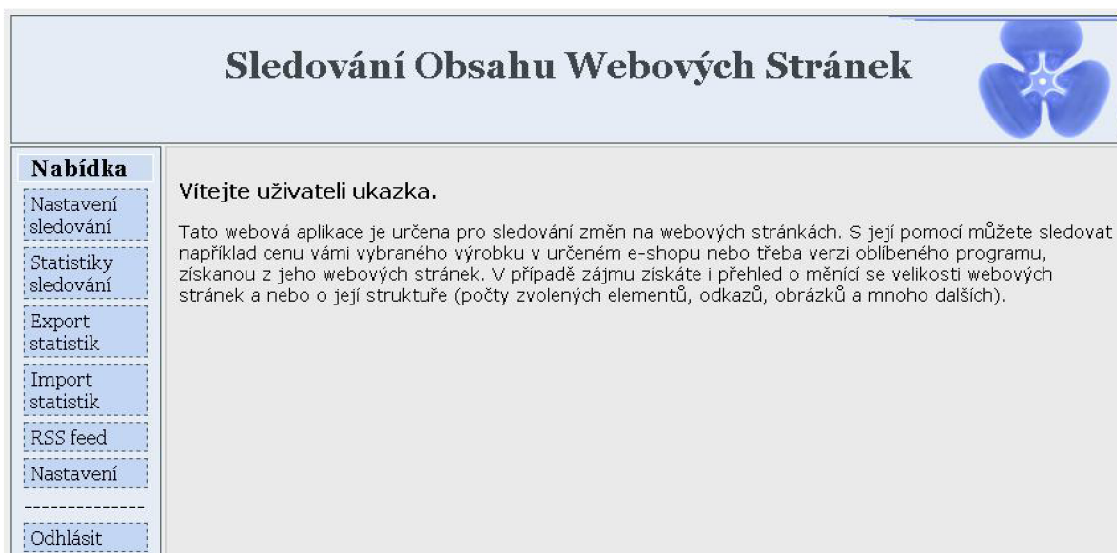 Sledování Obsahu Webových Stránek
Nabídka
Nastavení
sledování
Statistiky
sledování
Export
statistik
Import
statistik
RSS feed
Nastavení
--------------
Odhlásit
Vítejte uživateli ukazka.
Tato webová aplikace je určena pro sledování změn na webových stránkách. S její pomocí můžete sledovat
například cenu vámi vybraného výrobku v určeném e-shopu nebo třeba verzi oblíbeného programu,
získanou z jeho webových stránek. V případě zájmu získáte i přehled o měnící se velikosti webových
stránek a nebo o její struktuře (počty zvolených elementů, odkazů, obrázků a mnoho dalších).